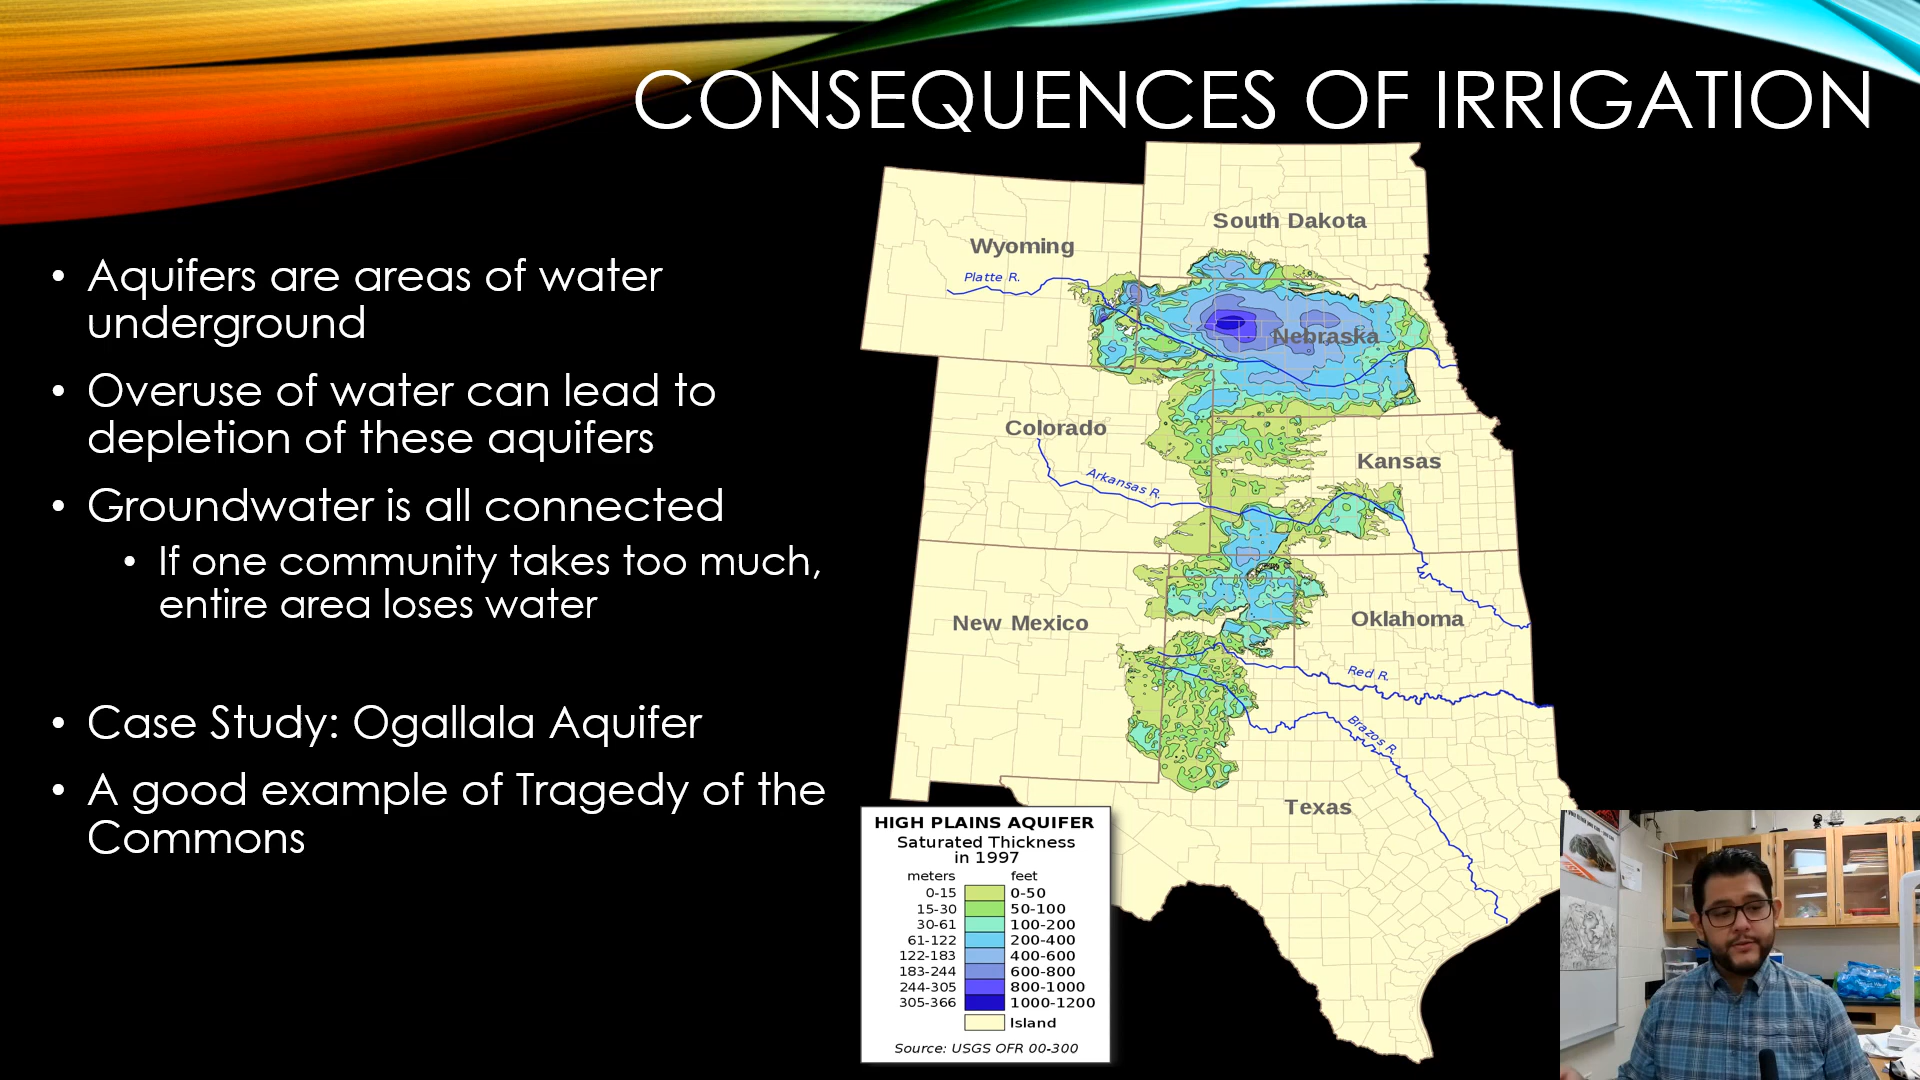 CONSEQUENCES OF IRRIGATION
• Aquifers are areas of water
underground
• Overuse of water can lead to
depletion of these aquifers
• Groundwater is all connected
• If one community takes too much,
entire area loses water
• Case Study: Ogallala Aquifer
• A good example of Tragedy of the
Commons
South Dakota
Wyoming
Platte R.
Nebraska
Colorado
Kansas
Arkansas R.
New Mexico
Oklahoma
Red R.
Brazos R.
Texas
HIGH PLAINS AQUIFER
Saturated Thickness
in 1997
meters feet
0-15 0-50
15-30 50-100
30-61 100-200
61-122 200-400
122-183 400-600
183-244 600-800
244-305 800-1000
305-366 1000-1200
Island
Source: USGS OFR 00-300